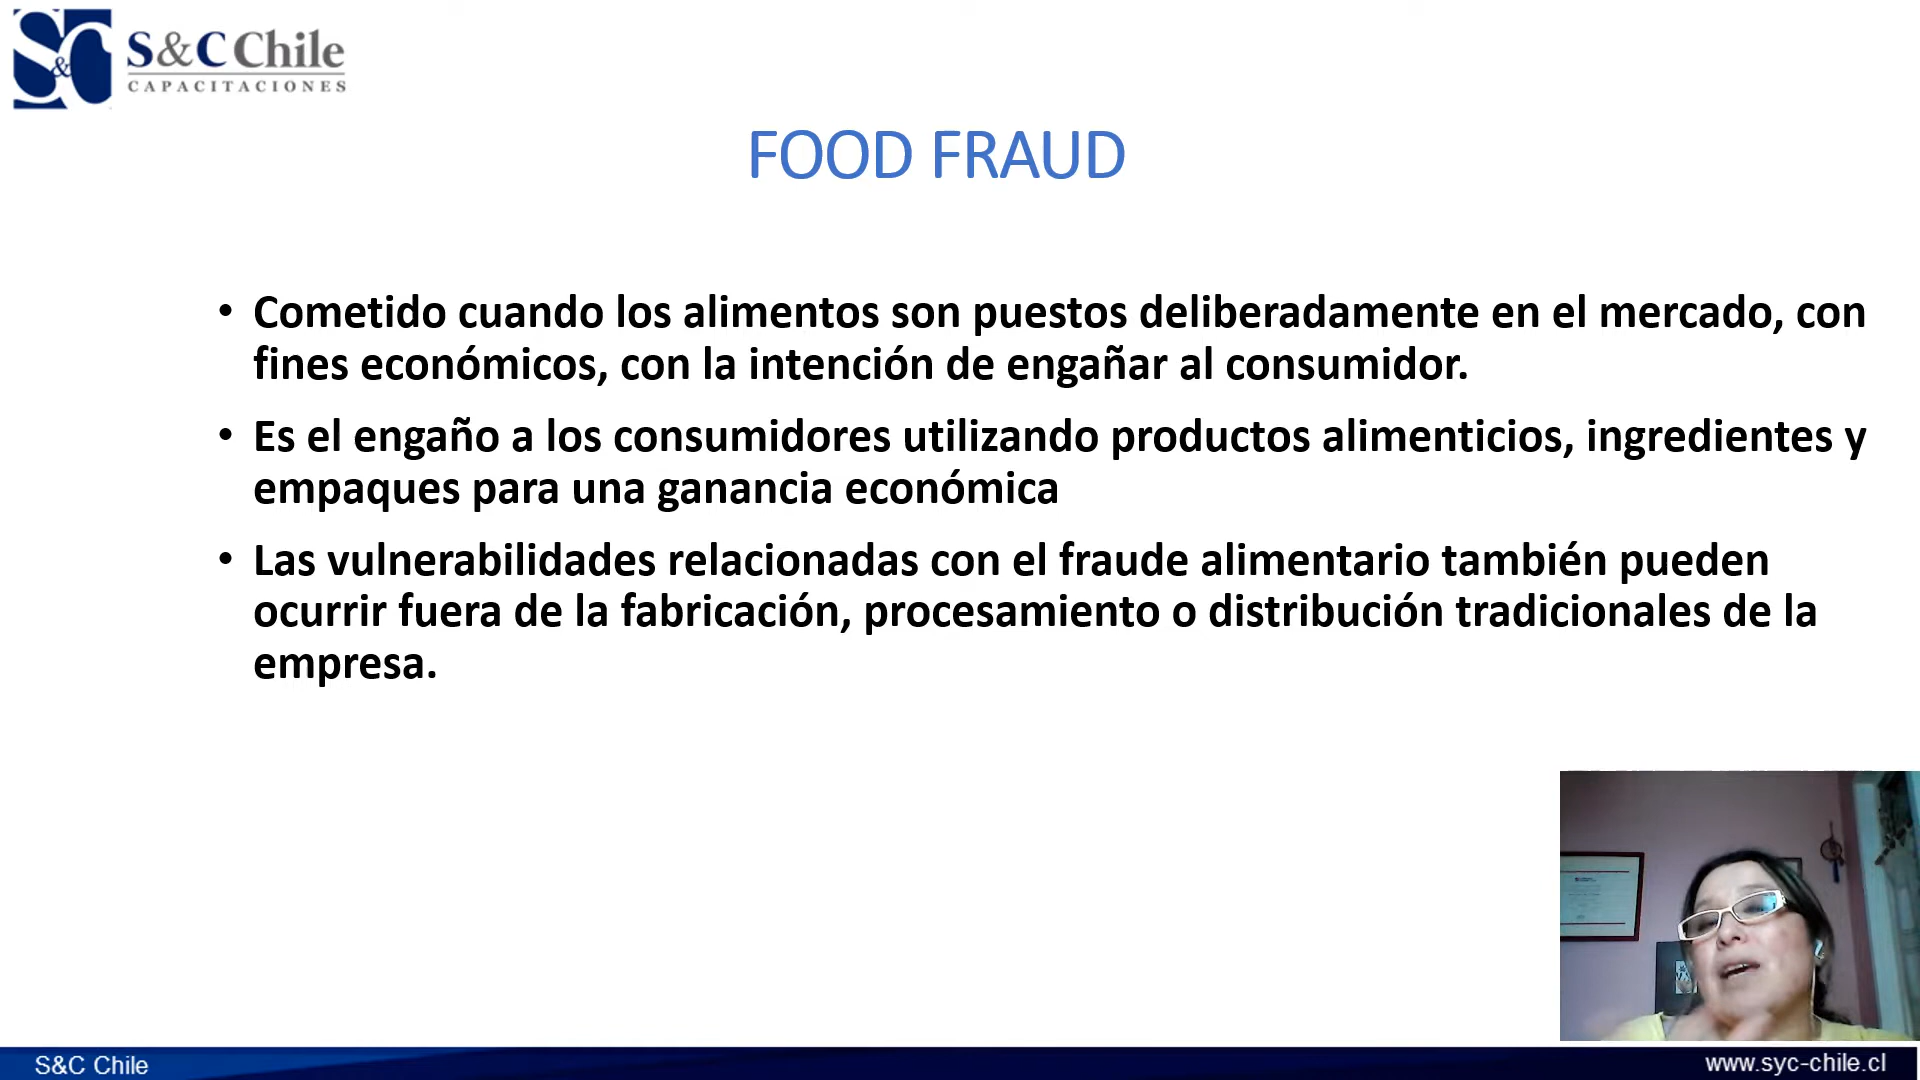 S&C
S&C Chile
CAPACITACIONES
FOOD FRAUD
• Cometido cuando los alimentos son puestos deliberadamente en el mercado, con
fines económicos, con la intención de engañar al consumidor.
• Es el engaño a los consumidores utilizando productos alimenticios, ingredientes y
empaques para una ganancia económica
• Las vulnerabilidades relacionadas con el fraude alimentario también pueden
ocurrir fuera de la fabricación, procesamiento o distribución tradicionales de la
empresa.
S&C Chile
www.syc-chile.cl